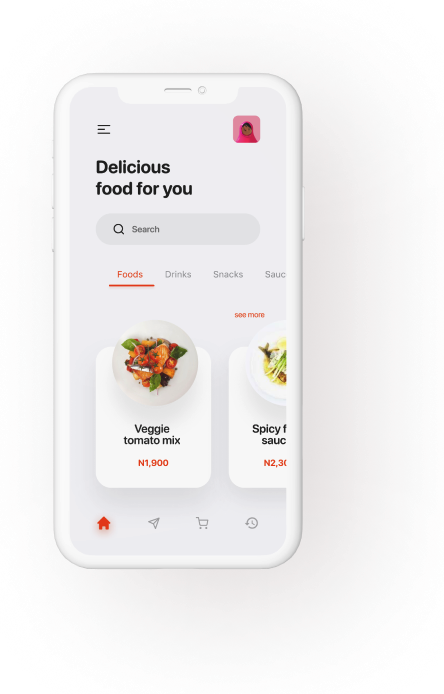 Delicious
food for you
Search
Foods Drinks Snacks Sauc
see more
Veggie
tomato mix
N1,900
Spicy f
sauc
N2,30